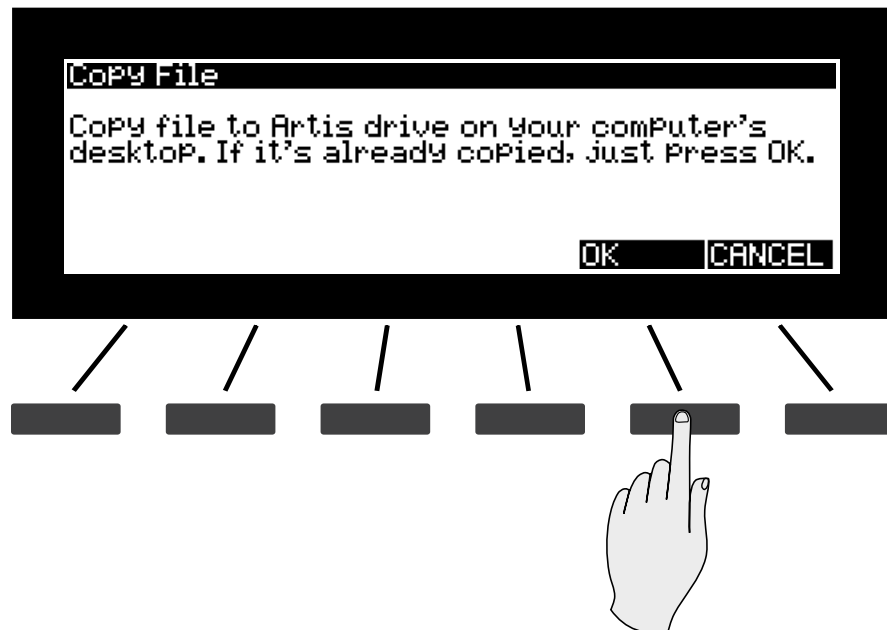 Copy File
Copy file to Artis drive on your computer's
desktop. If it's already copied, just press OK.
OK CANCEL